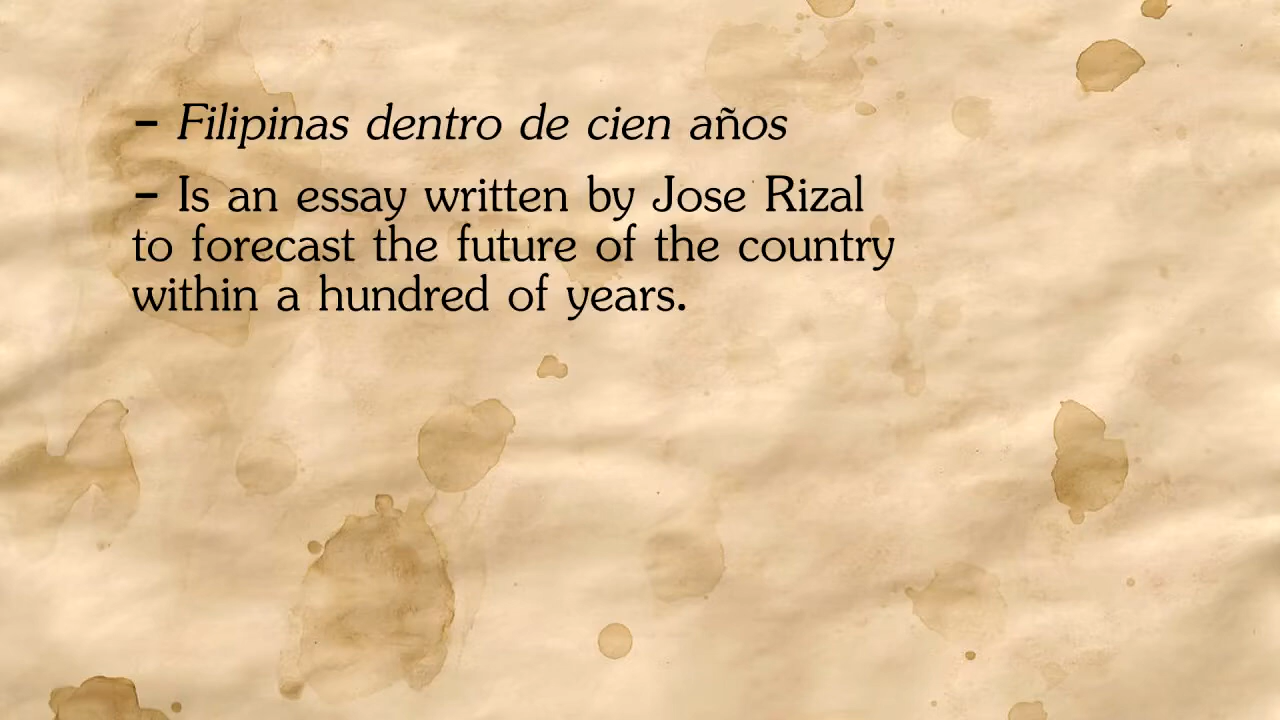 - Filipinas dentro de cien años
- Is an essay written by Jose Rizal
to forecast the future of the country
within a hundred of years.